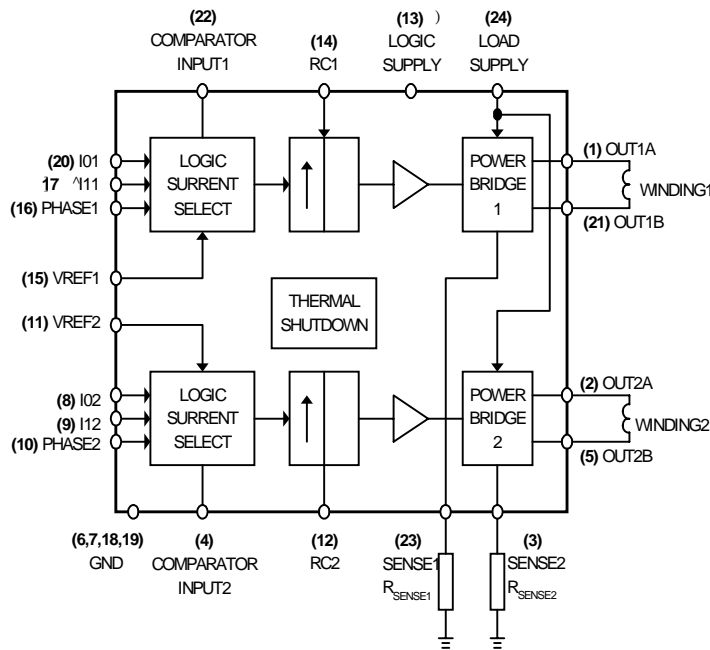 (22)
COMPARATOR
INPUT1
(14)
RC1
(13) )
LOGIC
SUPPLY
(24)
LOAD
SUPPLY
(20) I01
17 ^I11
(16) PHASE1
(15) VREF1
(11) VREF2
(8) I02
(9) I12
(10) PHASE2
LOGIC
SURRENT
SELECT
POWER
BRIDGE
1
(1) OUT1A
WINDING1
(21) OUT1B
THERMAL
SHUTDOWN
LOGIC
SURRENT
SELECT
POWER
BRIDGE
2
(2) OUT2A
WINDING2
(5) OUT2B
(6,7,18,19)
GND
(4)
COMPARATOR
INPUT2
(12)
RC2
(23)
SENSE1
RSENSE1
(3)
SENSE2
RSENSE2